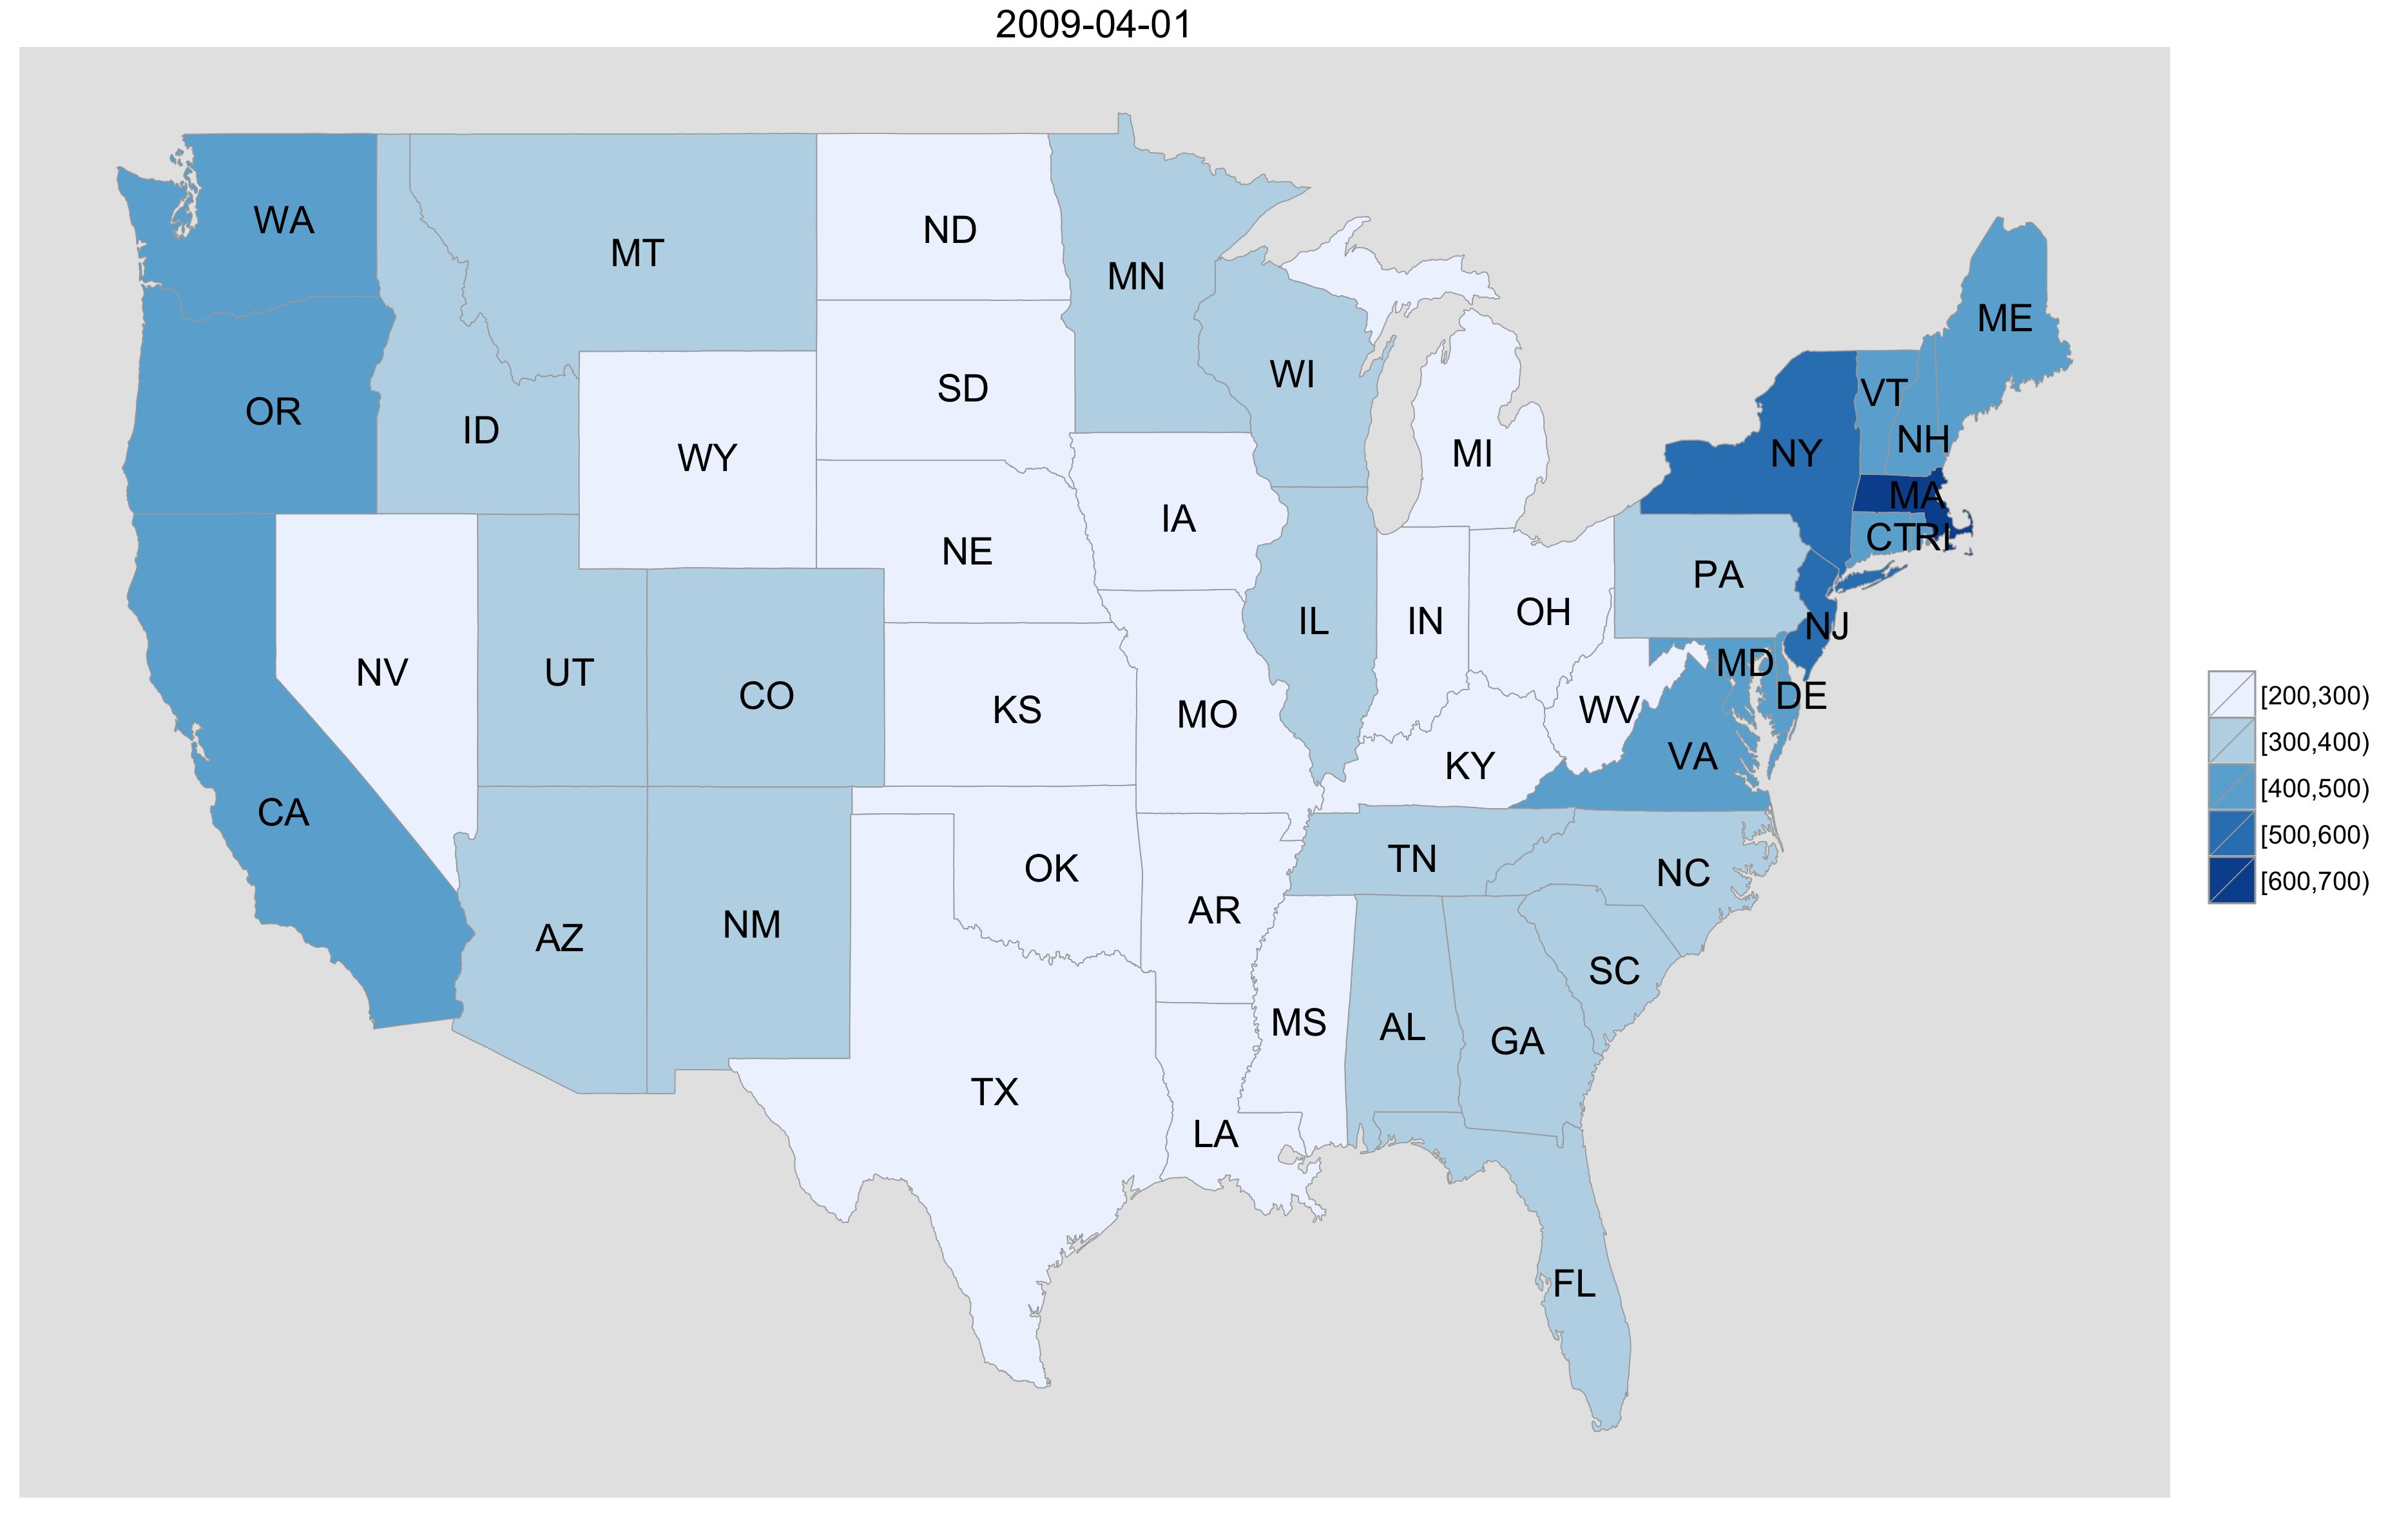 2009-04-01
WA
MT
ND
MN
ME
OR
ID
WY
SD
WI
MI
VT
NH
NY
MA
CT
RI
IA
NE
PA
IL
IN
OH
NJ
NV
UT
CO
KS
MO
WV
MD
DE
KY
VA
CA
OK
TN
NC
AZ
NM
AR
SC
MS
AL
GA
TX
LA
FL
[200,300)
[300,400)
[400,500)
[500,600)
[600,700)